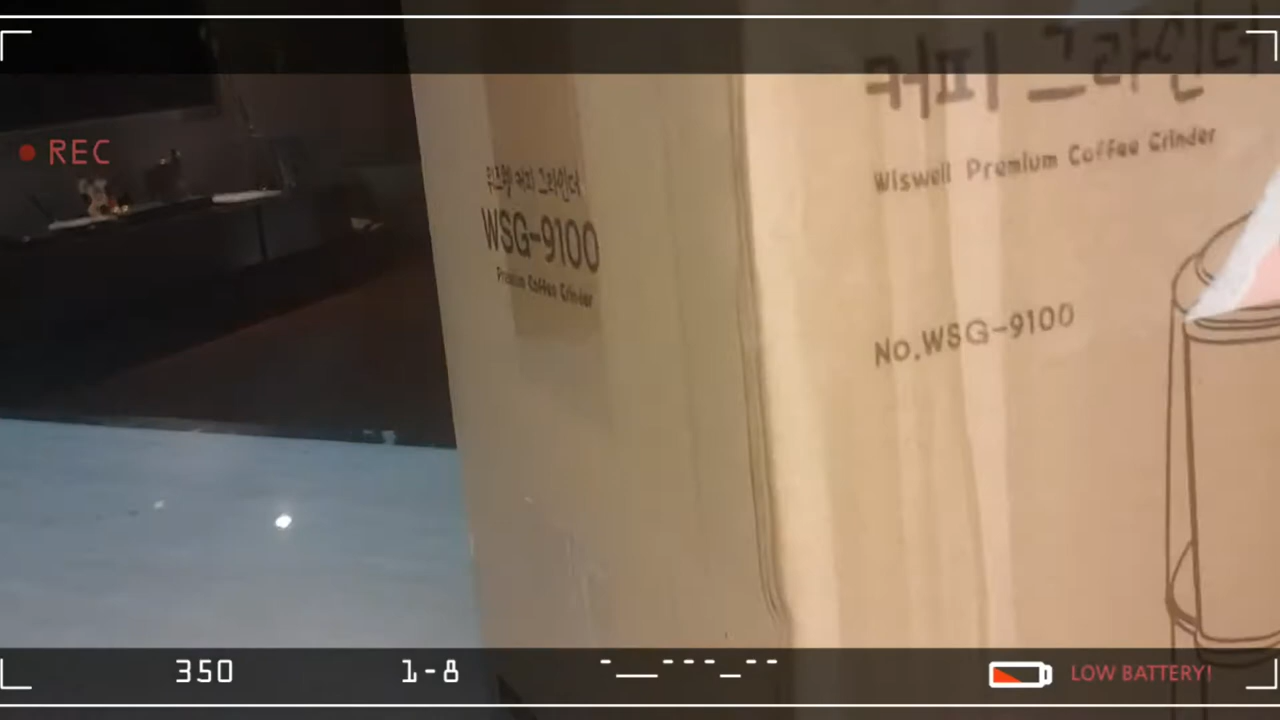 커피 그라인더
Wiswell Premium Coffee Grinder
No.WSG-9100
위즈웰 커피 그라인더
WSG-9100
Premium Coffee Grinder
REC
350
1-8
LOW BATTERY!